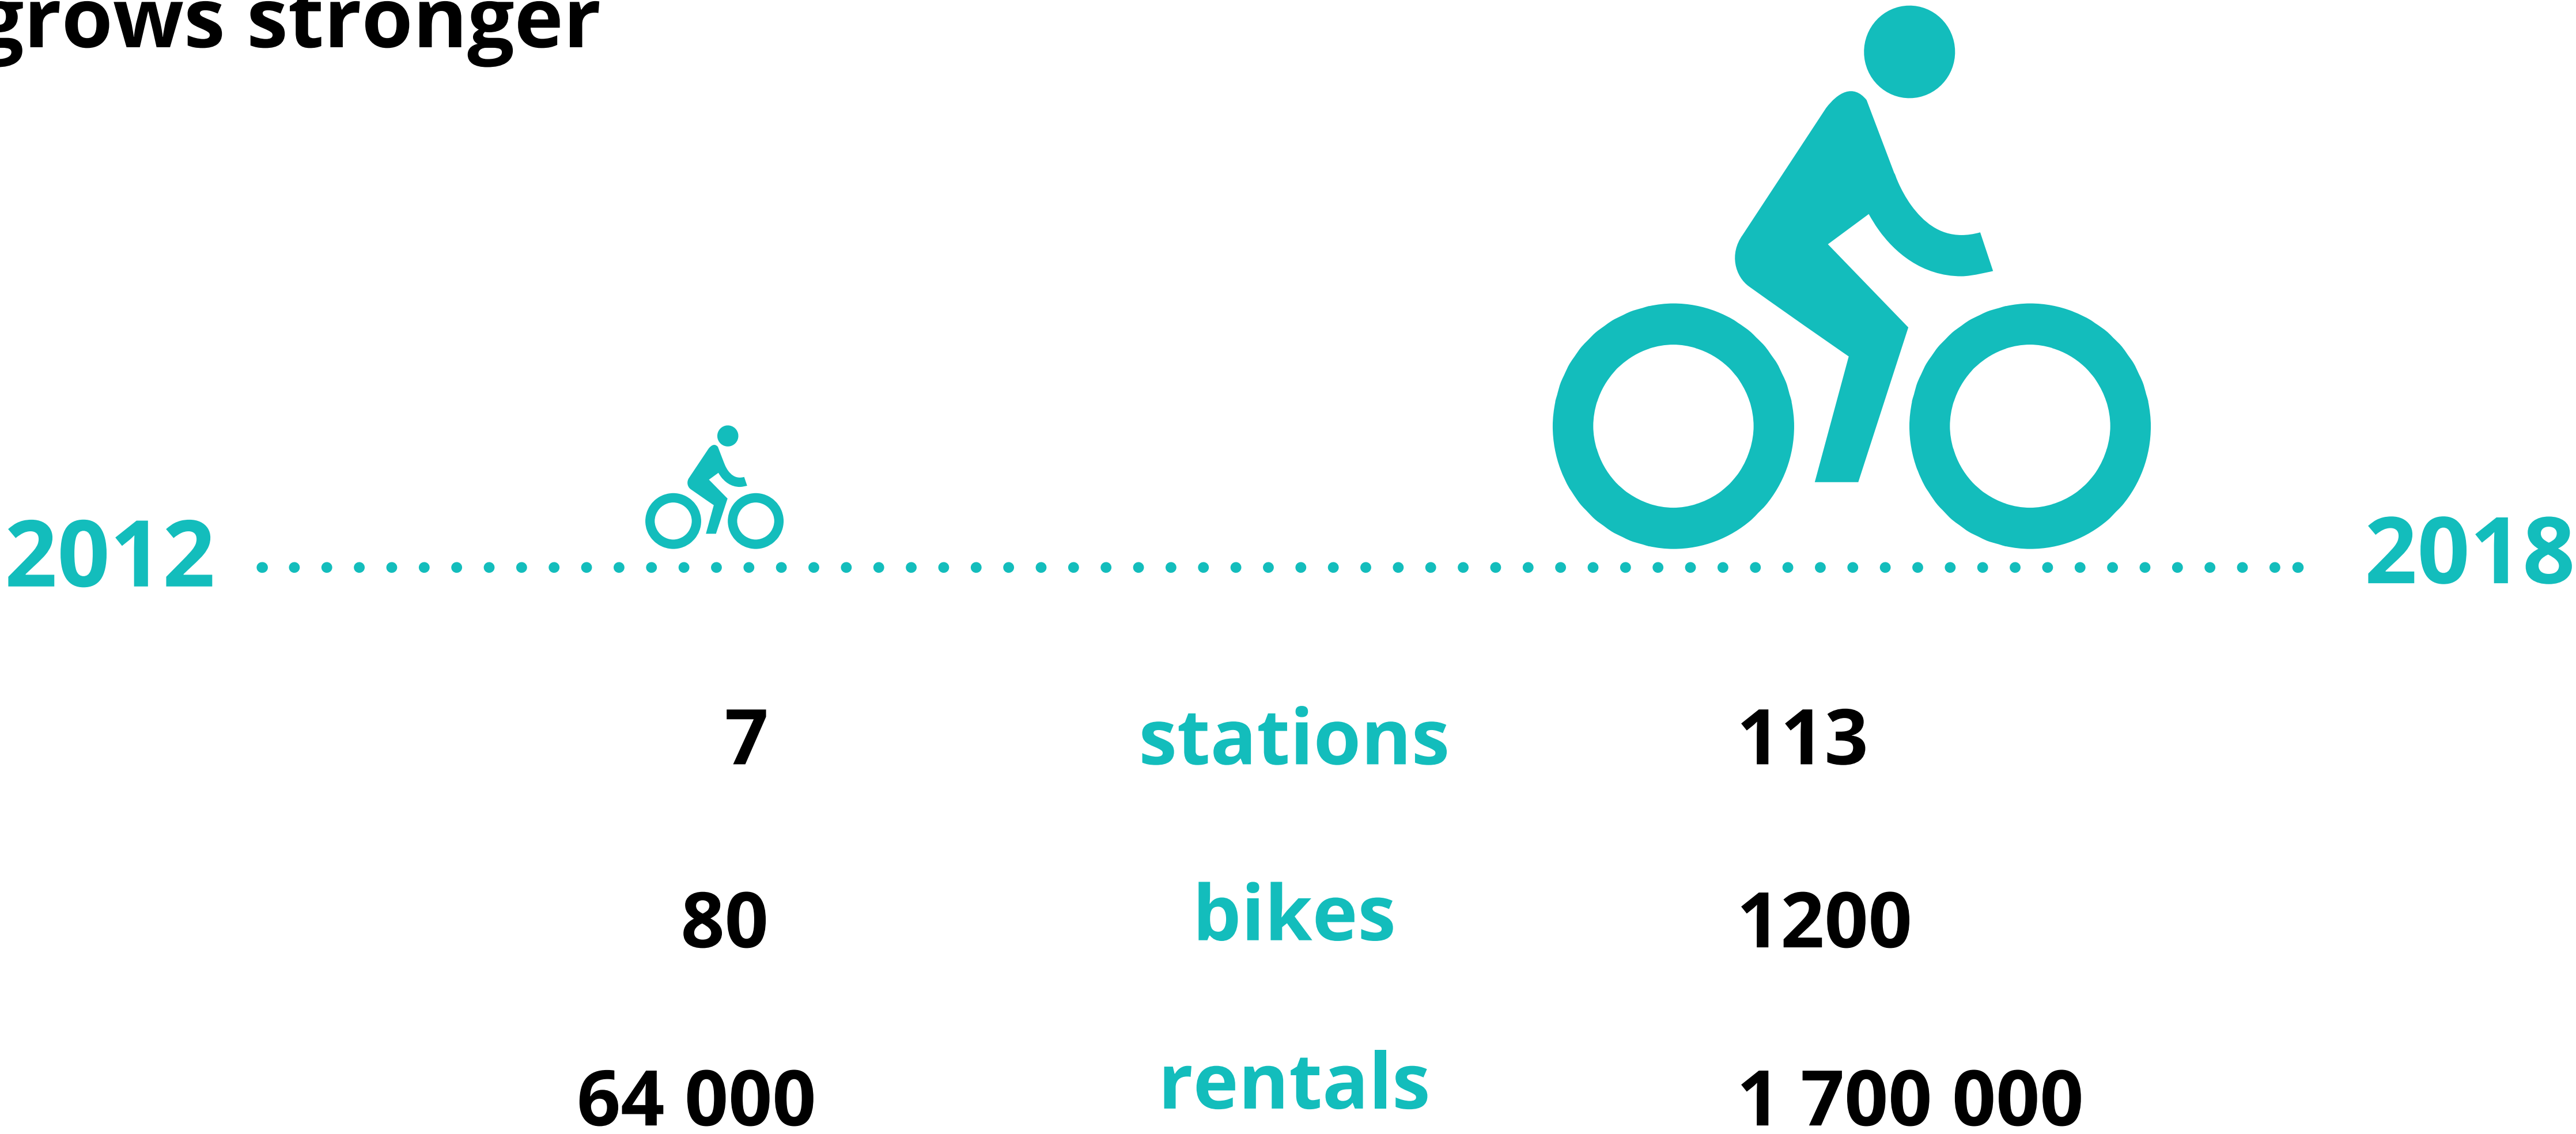 grows stronger
2012 2018
7 stations 113
80 bikes 1200
64 000 rentals 1 700 000